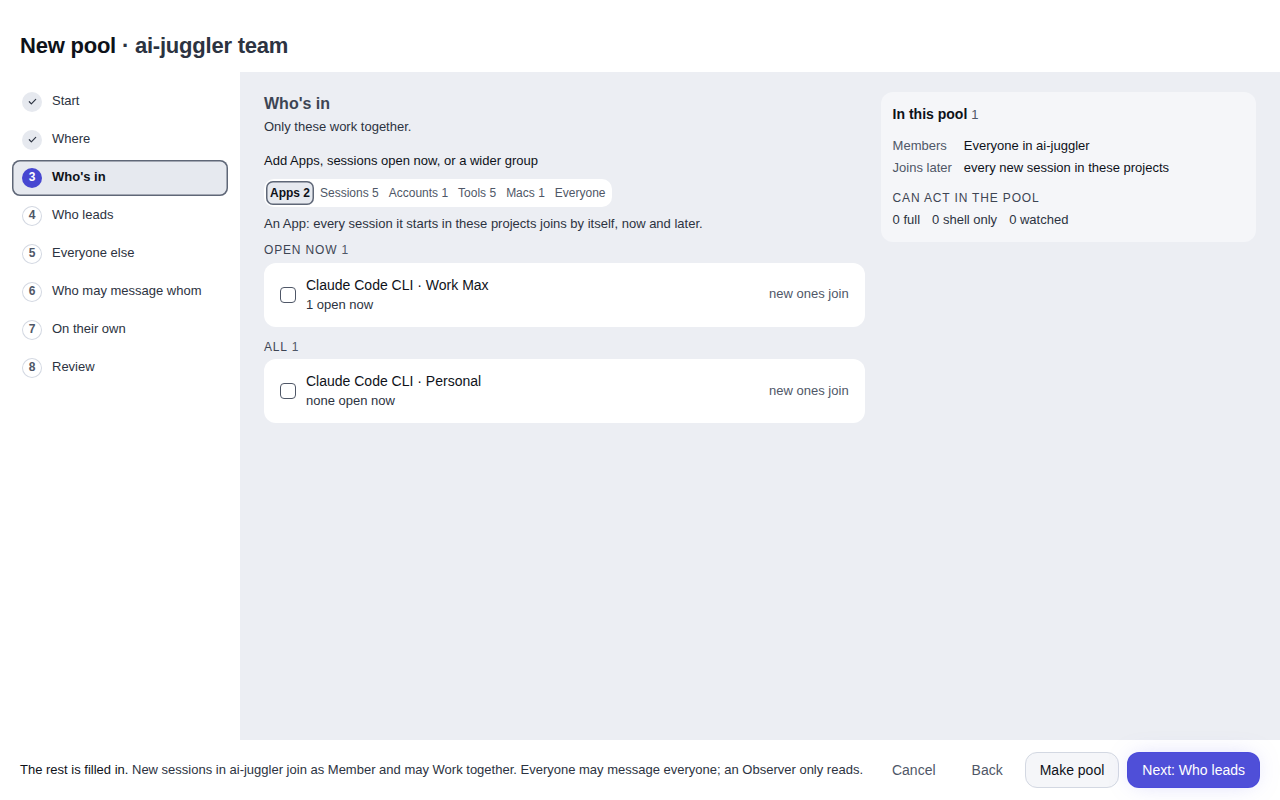 New pool · ai-juggler team
Start
Where
3 Who's in
4 Who leads
5 Everyone else
6 Who may message whom
7 On their own
8 Review
Who's in
Only these work together.
Add Apps, sessions open now, or a wider group
Apps 2 Sessions 5 Accounts 1 Tools 5 Macs 1 Everyone
An App: every session it starts in these projects joins by itself, now and later.
OPEN NOW 1
Claude Code CLI · Work Max
1 open now
new ones join
ALL 1
Claude Code CLI · Personal
none open now
new ones join
In this pool 1
Members Everyone in ai-juggler
Joins later every new session in these projects
CAN ACT IN THE POOL
0 full 0 shell only 0 watched
The rest is filled in. New sessions in ai-juggler join as Member and may Work together. Everyone may message everyone; an Observer only reads.
Cancel Back Make pool Next: Who leads